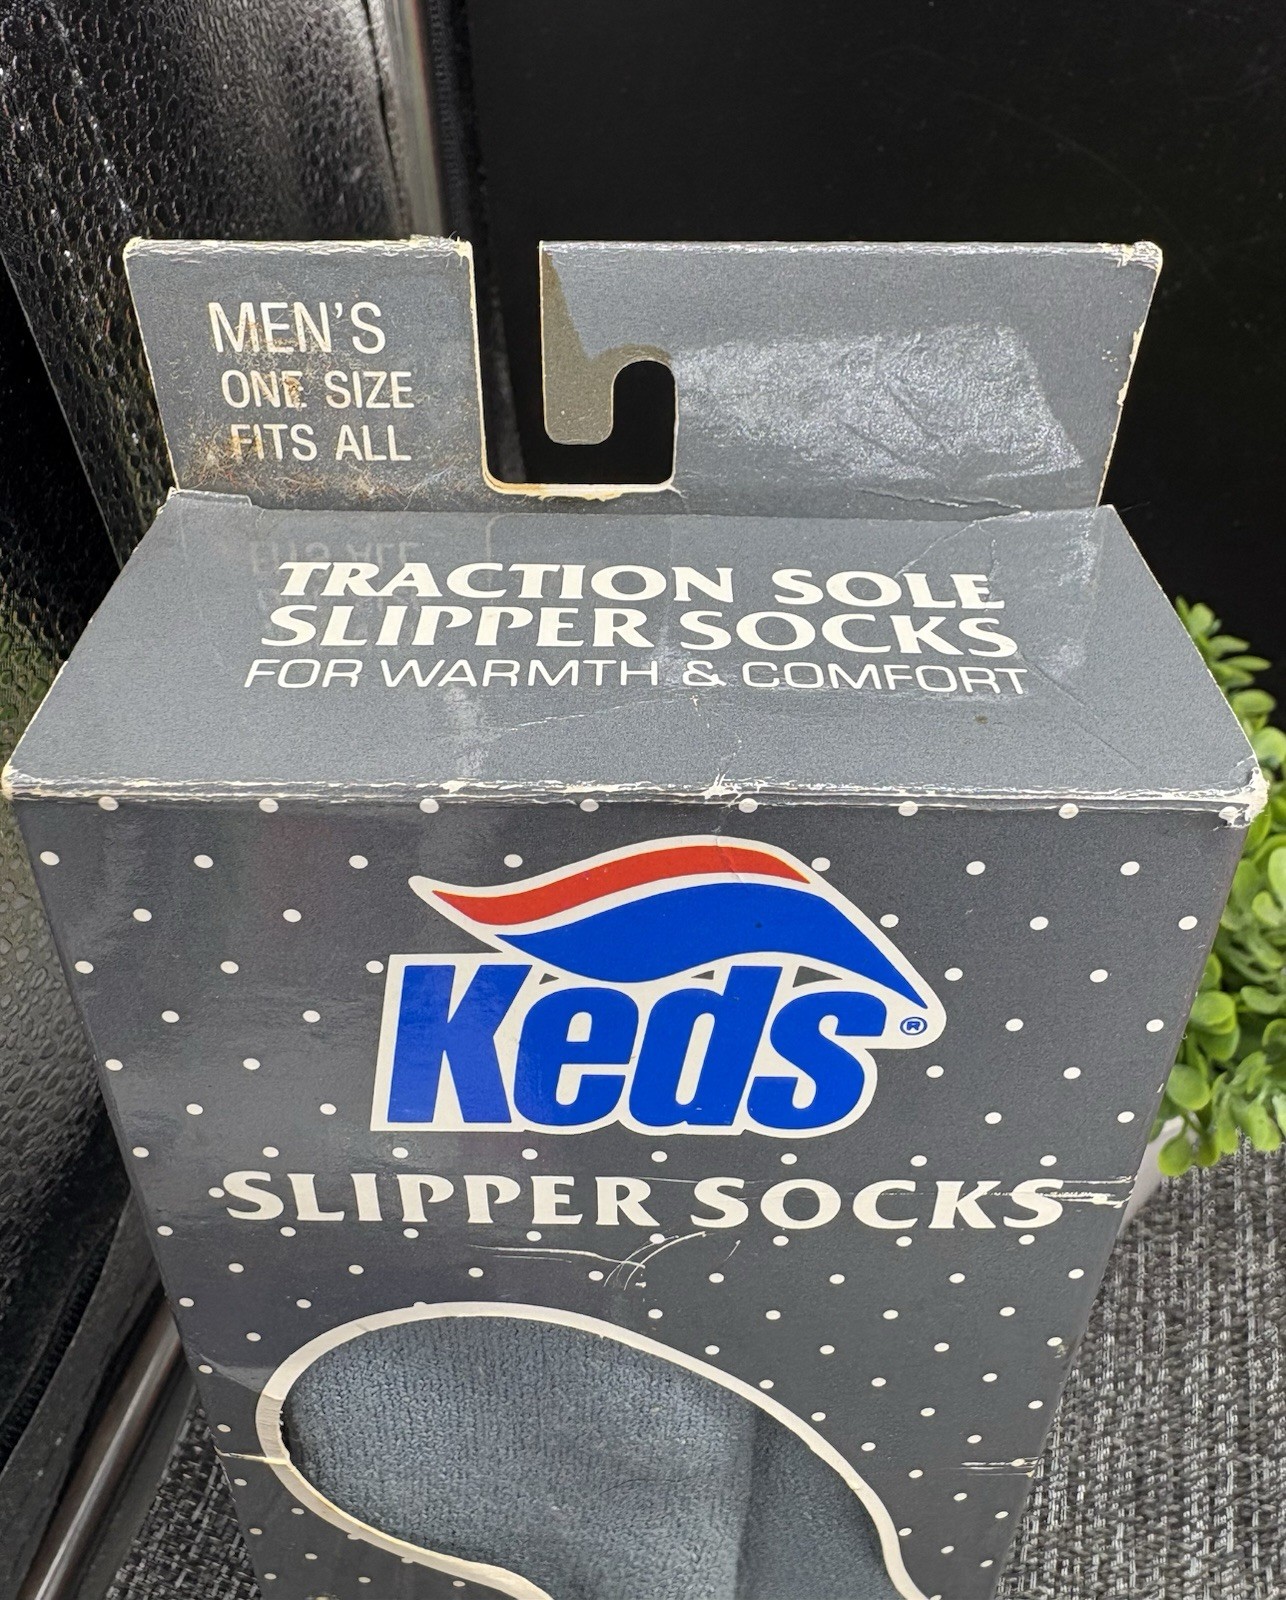 MEN'S
ONE SIZE
FITS ALL
TRACTION SOLE
SLIPPER SOCKS
FOR WARMTH & COMFORT
Keds®
SLIPPER SOCKS